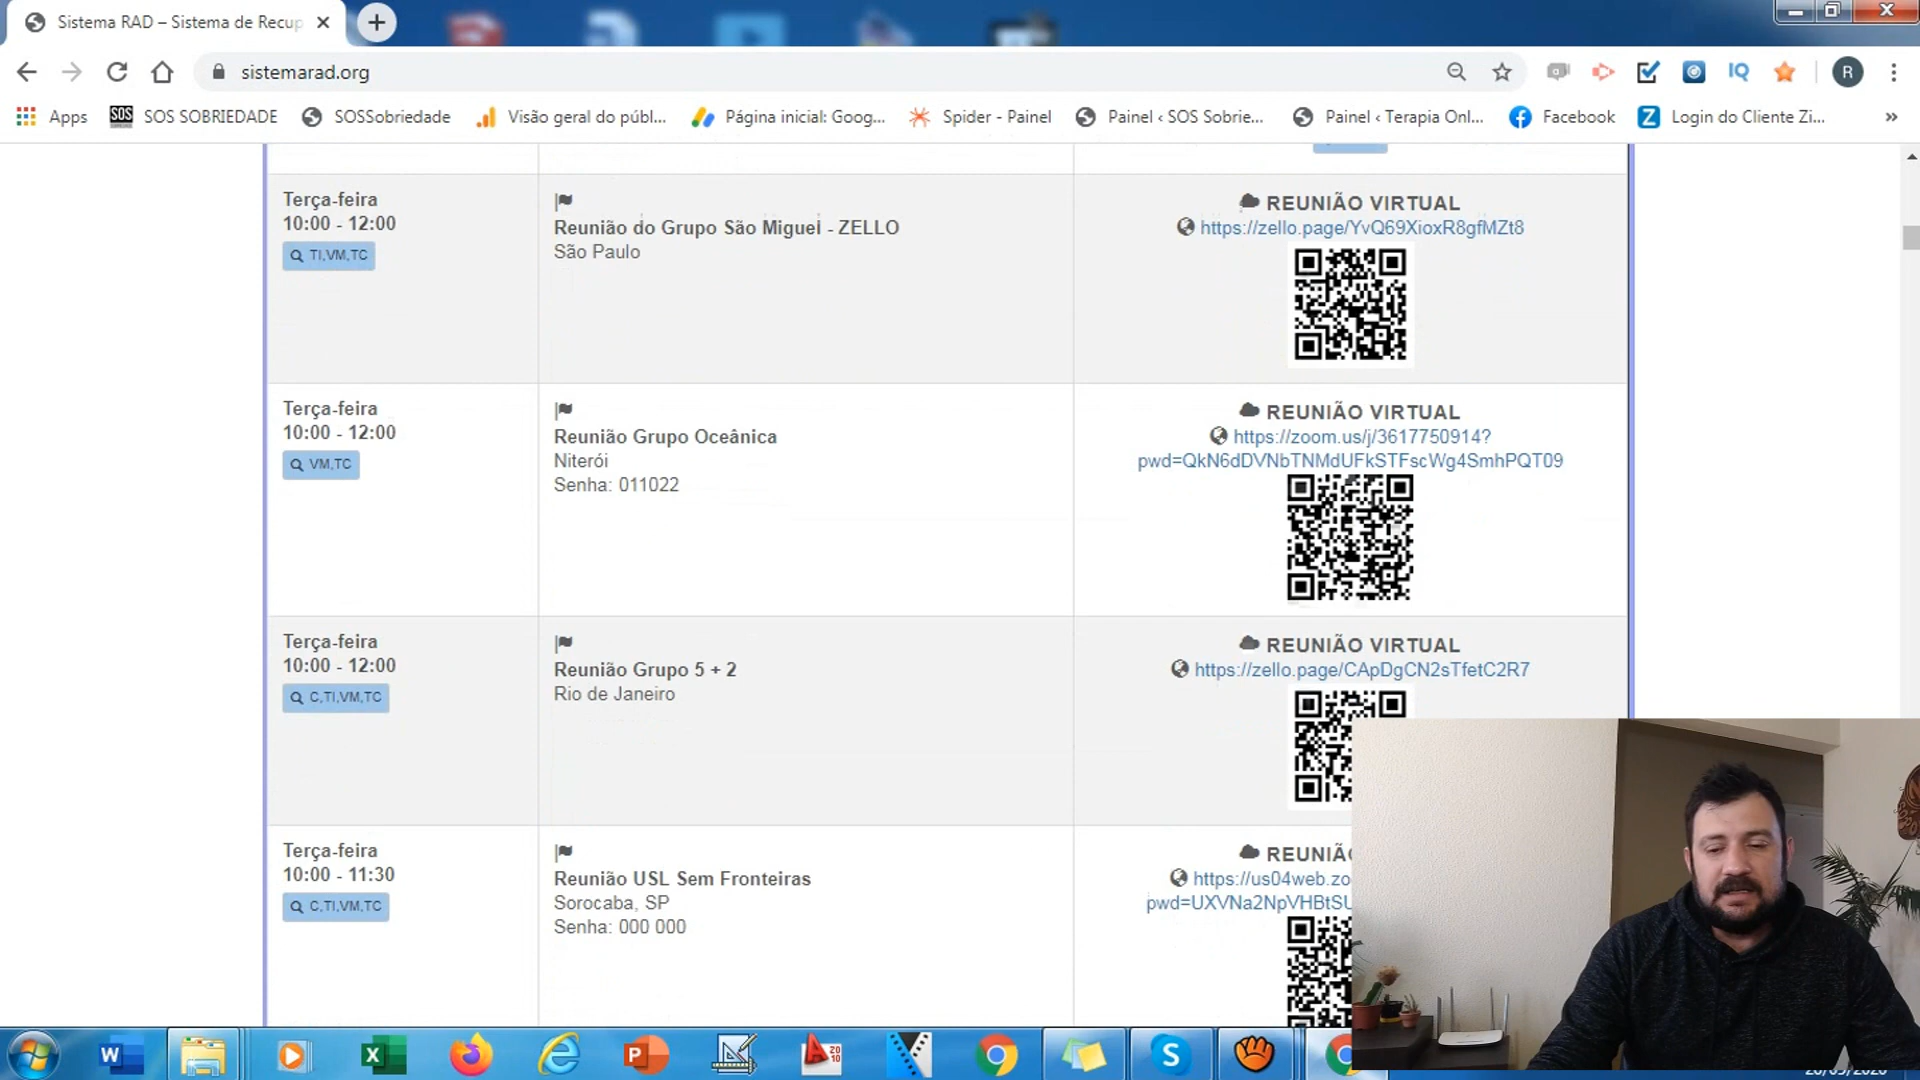 Sistema RAD – Sistema de Recup
sistemarad.org
R
Apps
SOS SOBRIEDADE
SOSSobriedade
Visão geral do públ...
Página inicial: Goog...
Spider - Painel
Painel ‹ SOS Sobrie...
Painel ‹ Terapia Onl...
Facebook
Login do Cliente Zi...
Terça-feira
10:00 - 12:00
TI,VM,TC
Reunião do Grupo São Miguel - ZELLO
São Paulo
REUNIÃO VIRTUAL
https://zello.page/YvQ69XioxR8gfMZt8
Terça-feira
10:00 - 12:00
VM,TC
Reunião Grupo Oceânica
Niterói
Senha: 011022
REUNIÃO VIRTUAL
https://zoom.us/j/3617750914?
pwd=QkN6dDVNbTNMdUFkSTFscWg4SmhPQT09
Terça-feira
10:00 - 12:00
C,TI,VM,TC
Reunião Grupo 5 + 2
Rio de Janeiro
REUNIÃO VIRTUAL
https://zello.page/CApDgCN2sTfetC2R7
Terça-feira
10:00 - 11:30
C,TI,VM,TC
Reunião USL Sem Fronteiras
Sorocaba, SP
Senha: 000 000
REUNIÃ
https://us04web.zo
pwd=UXVNa2NpVHBtSU